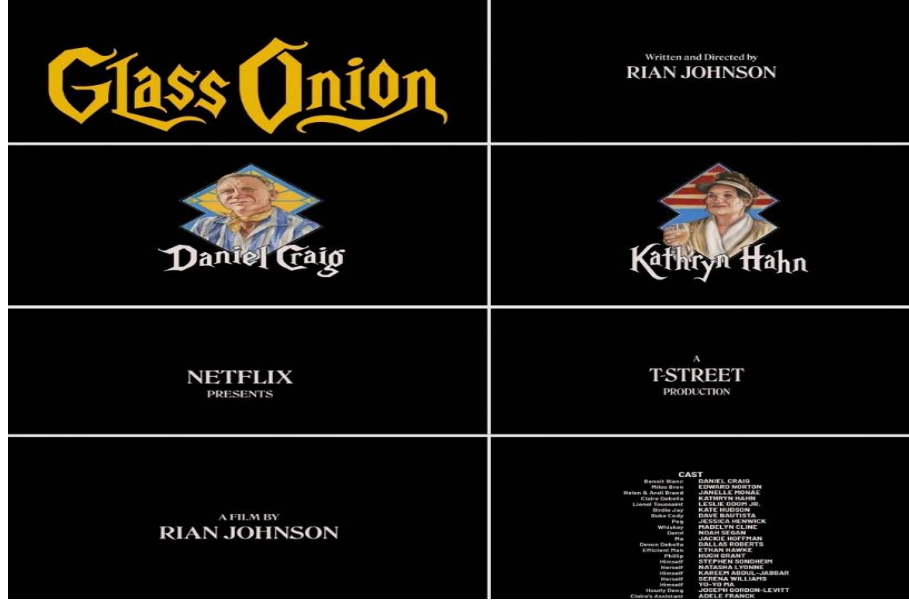 Glass Onion
Written and Directed by
RIAN JOHNSON
Daniel Craig
Kathryn Hahn
NETFLIX
PRESENTS
A
T-STREET
PRODUCTION
A FILM BY
RIAN JOHNSON
CAST
Benoit Blanc DANIEL CRAIG
Miles Bron EDWARD NORTON
Helen & Andi Brand JANELLE MONÁE
Claire Debella KATHRYN HAHN
Lionel Toussaint LESLIE ODOM JR.
Birdie Jay KATE HUDSON
Duke Cody DAVE BAUTISTA
Peg JESSICA HENWICK
Whiskey MADELYN CLINE
Derol NOAH SEGAN
Ma JACKIE HOFFMAN
Devon Debella DALLAS ROBERTS
Efficient Man ETHAN HAWKE
Phillip HUGH GRANT
Himself STEPHEN SONDHEIM
Herself NATASHA LYONNE
Himself KAREEM ABDUL-JABBAR
Herself SERENA WILLIAMS
Himself YO-YO MA
Hourly Dong JOSEPH GORDON-LEVITT
Claire's Assistant ADELE FRANCK